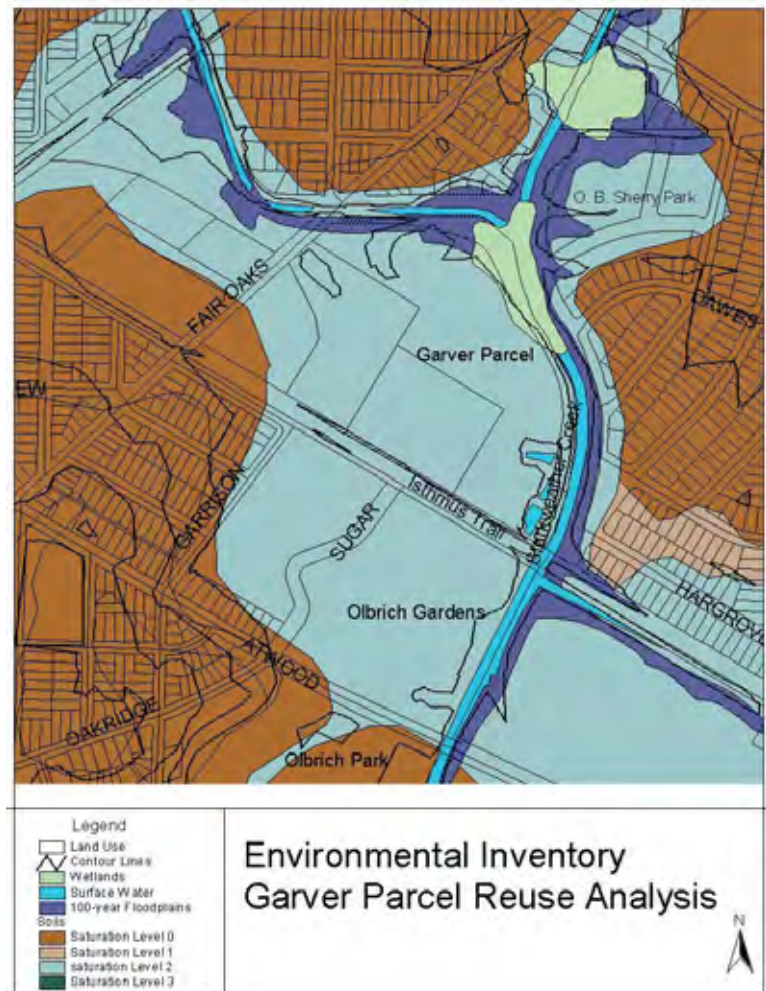 O. B. Sherry Park
FAIR OAKS
DAWES
Garver Parcel
EW
Starkweather Creek
GARRISON
Isthmus Trail
SUGAR
HARGROVE
Olbrich Gardens
ATWOOD
OAKRIDGE
Olbrich Park
Legend
Land Use
Contour Lines
Wetlands
Surface Water
100-year Floodplains
Soils
Saturation Level 0
Saturation Level 1
saturation Level 2
Saturation Level 3
Environmental Inventory
Garver Parcel Reuse Analysis
N